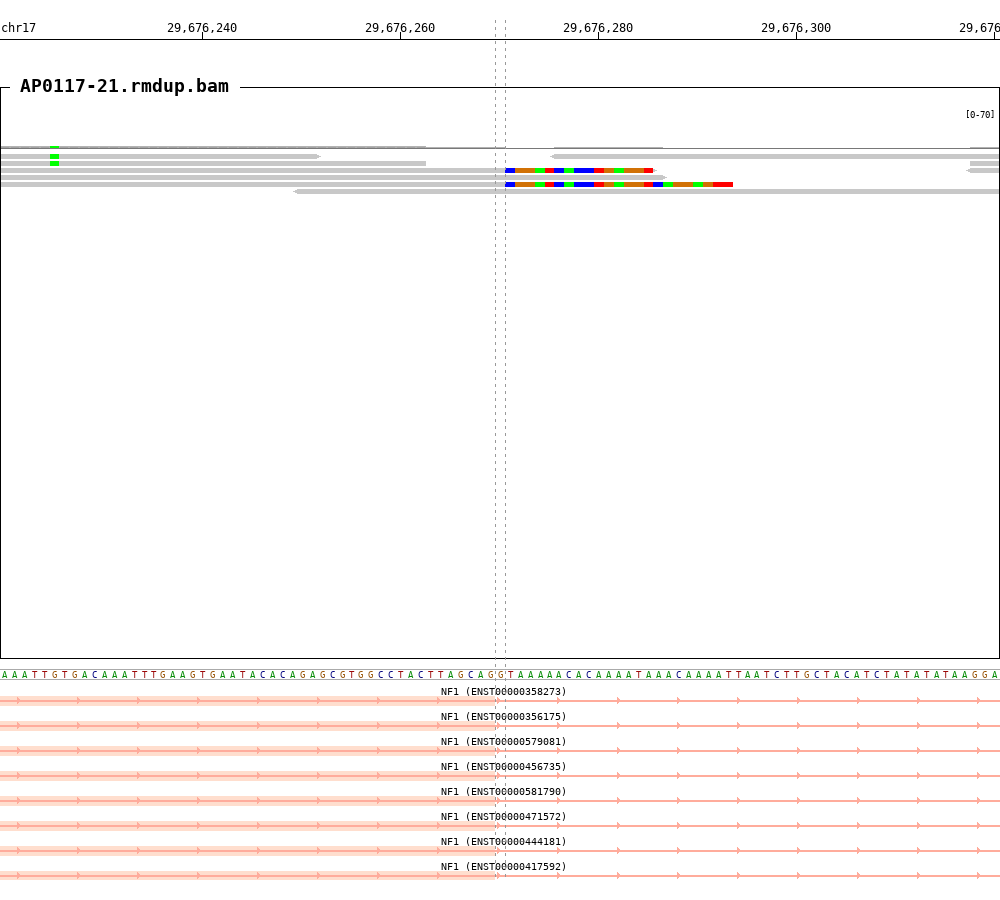 chr17 29,676,240 29,676,260 29,676,280 29,676,300 29,676
AP0117-21.rmdup.bam
[0-70]
A A A T T G T G A C A A A T T T G A A G T G A A T A C A C A G A G C G T G G C C T A C T T A G C A G G T A A A A A C A C A A A A T A A A C A A A A T T A A T C T T G C T A C A T C T A T A T A T A A G G A
NF1 (ENST00000358273)
NF1 (ENST00000356175)
NF1 (ENST00000579081)
NF1 (ENST00000456735)
NF1 (ENST00000581790)
NF1 (ENST00000471572)
NF1 (ENST00000444181)
NF1 (ENST00000417592)